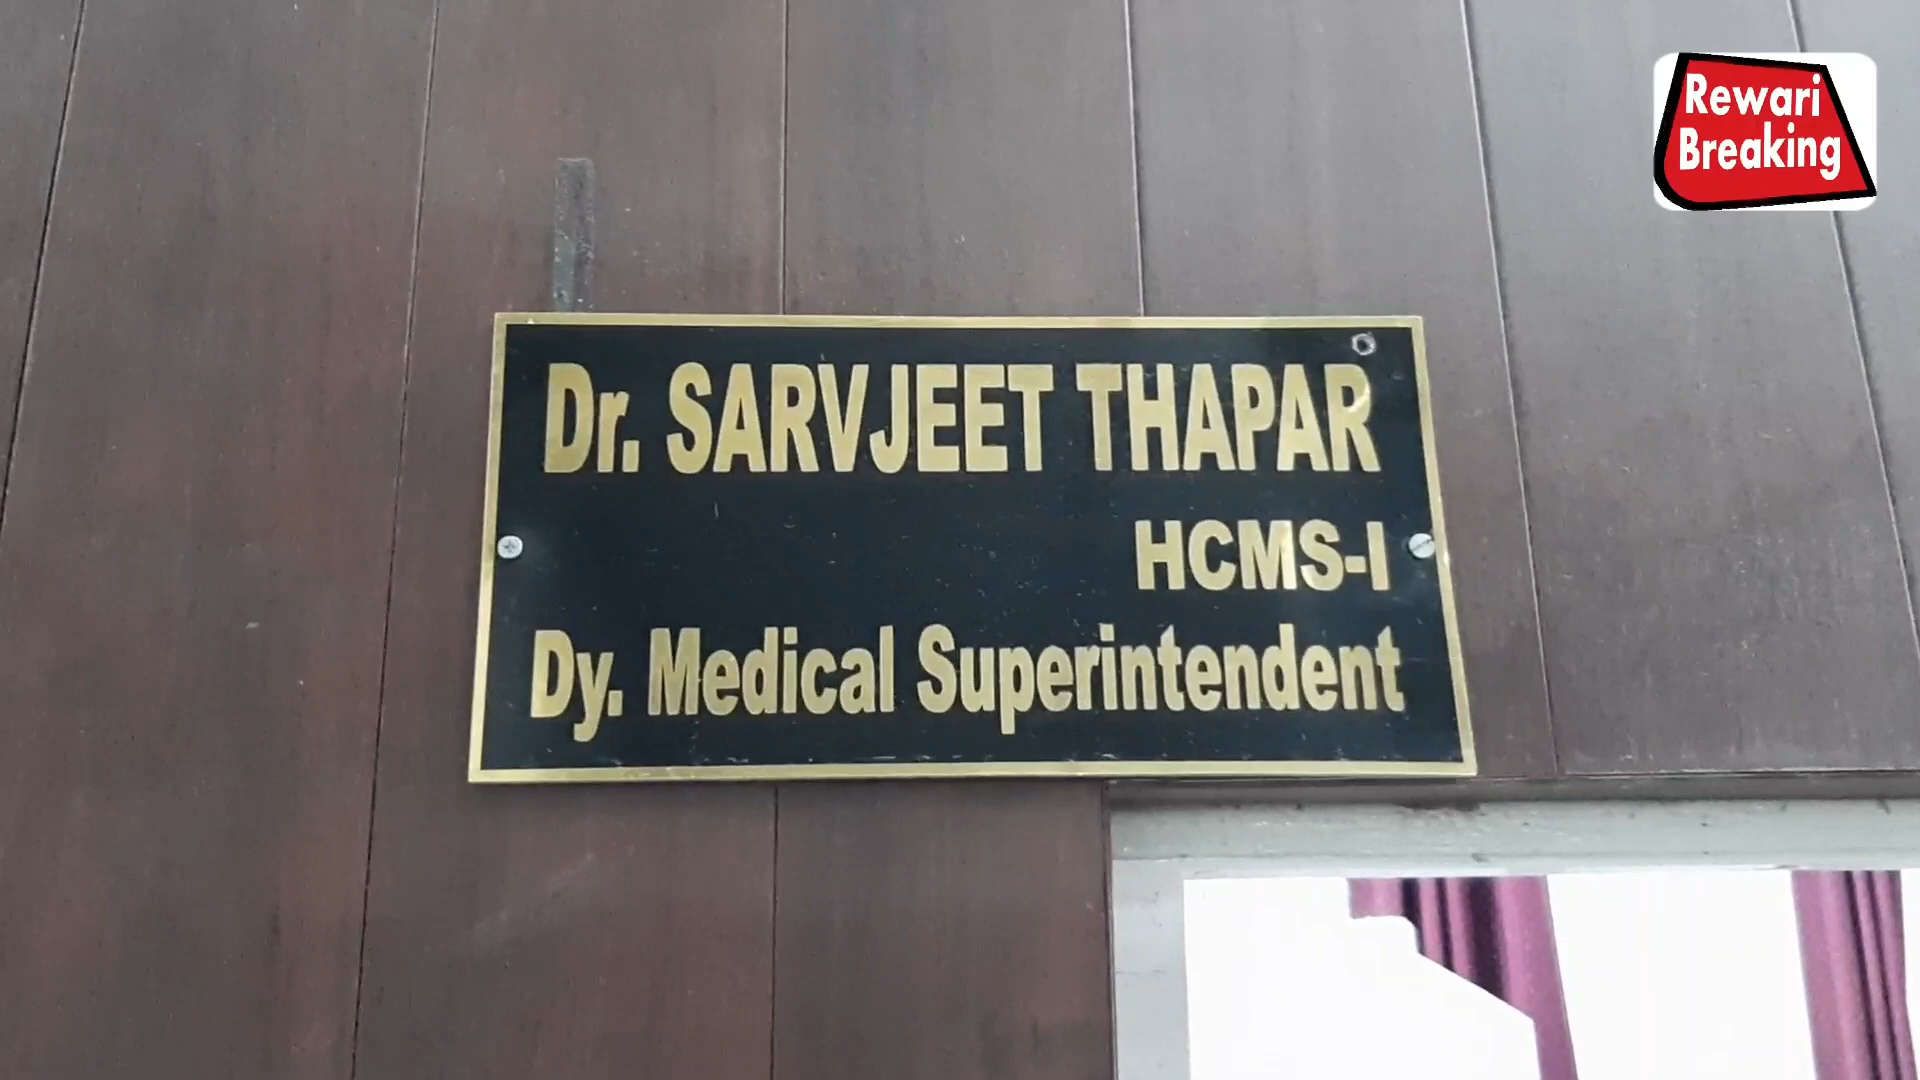 Rewari
Breaking
Dr. SARVJEET THAPAR
HCMS-I
Dy. Medical Superintendent